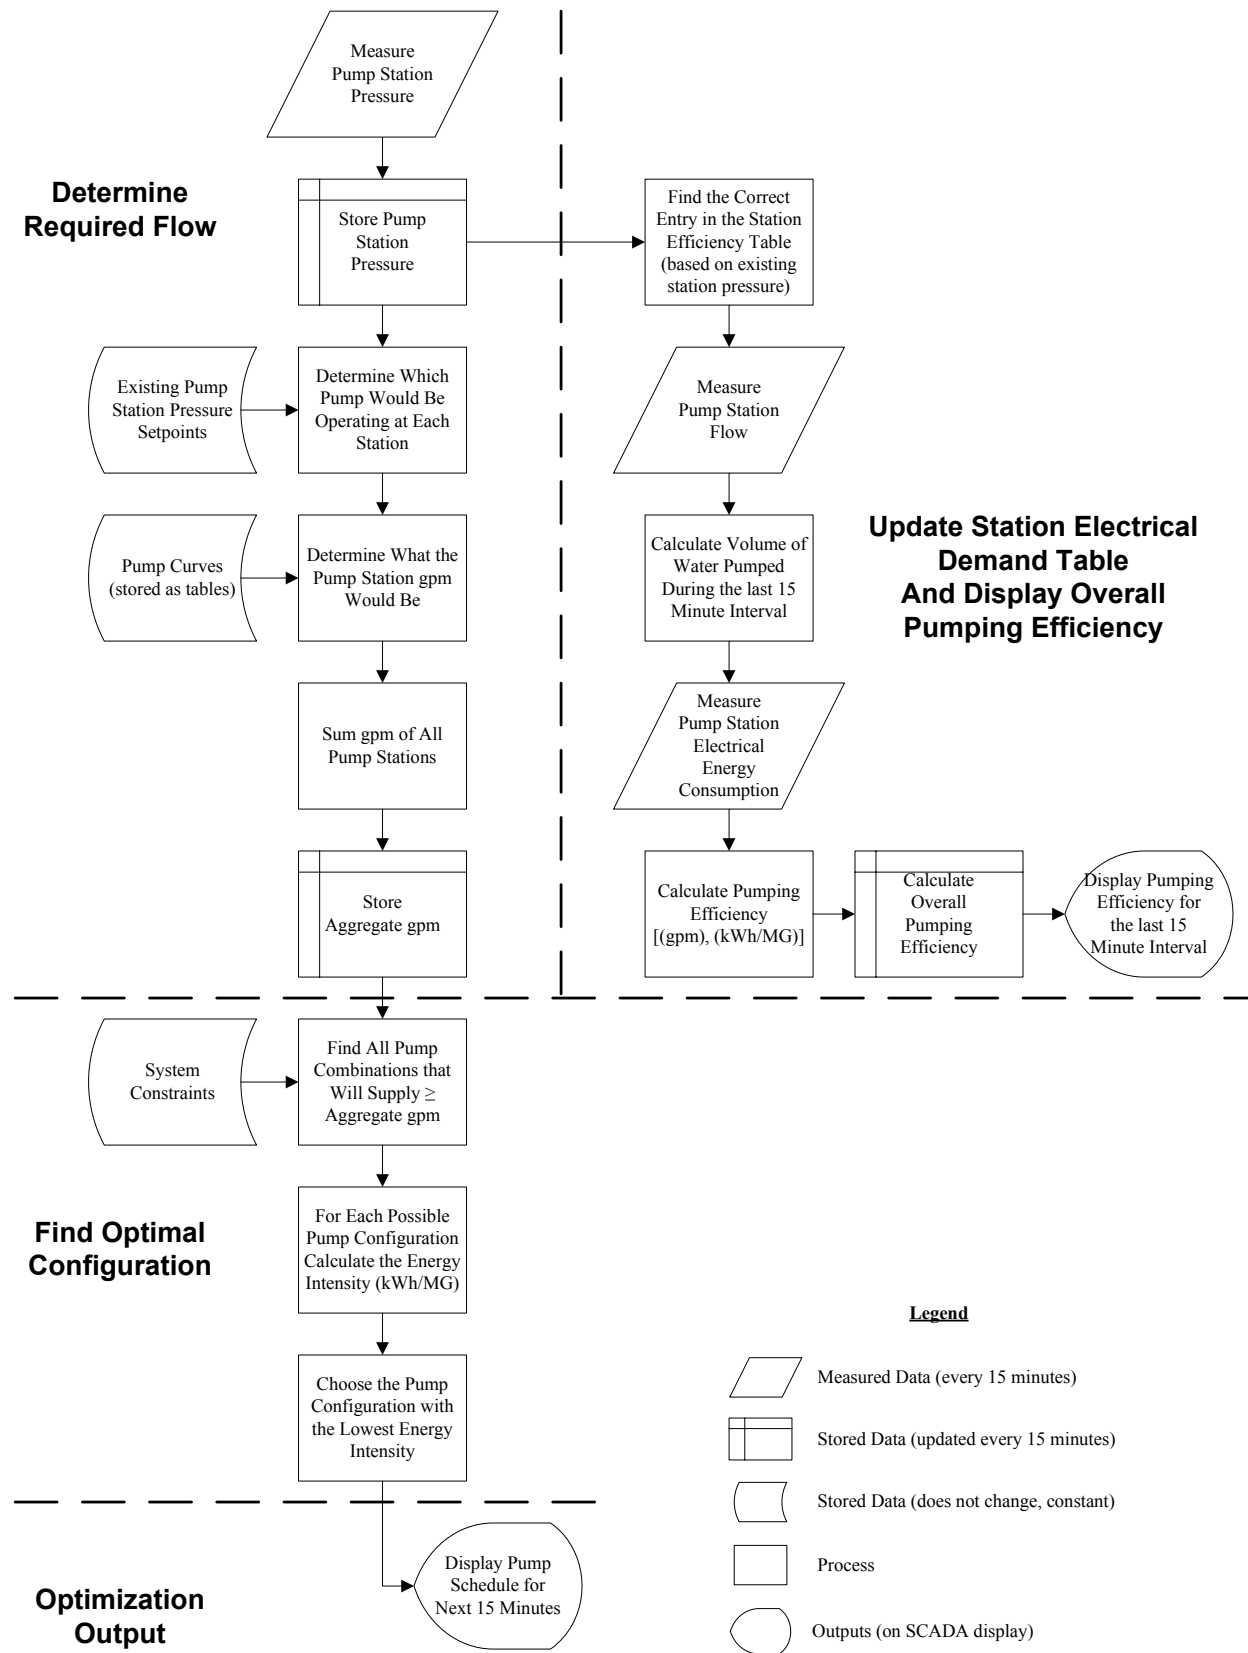 Measure
Pump Station
Pressure
Determine
Required Flow
Store Pump
Station
Pressure
Find the Correct
Entry in the Station
Efficiency Table
(based on existing
station pressure)
Existing Pump
Station Pressure
Setpoints
Determine Which
Pump Would Be
Operating at Each
Station
Measure
Pump Station
Flow
Pump Curves
(stored as tables)
Determine What the
Pump Station gpm
Would Be
Calculate Volume of
Water Pumped
During the last 15
Minute Interval
Update Station Electrical
Demand Table
And Display Overall
Pumping Efficiency
Sum gpm of All
Pump Stations
Measure
Pump Station
Electrical
Energy
Consumption
Store
Aggregate gpm
Calculate Pumping
Efficiency
[(gpm), (kWh/MG)]
Calculate
Overall
Pumping
Efficiency
Display Pumping
Efficiency for
the last 15
Minute Interval
System
Constraints
Find All Pump
Combinations that
Will Supply ≥
Aggregate gpm
Find Optimal
Configuration
For Each Possible
Pump Configuration
Calculate the Energy
Intensity (kWh/MG)
Choose the Pump
Configuration with
the Lowest Energy
Intensity
Optimization
Output
Display Pump
Schedule for
Next 15 Minutes
Legend
Measured Data (every 15 minutes)
Stored Data (updated every 15 minutes)
Stored Data (does not change, constant)
Process
Outputs (on SCADA display)